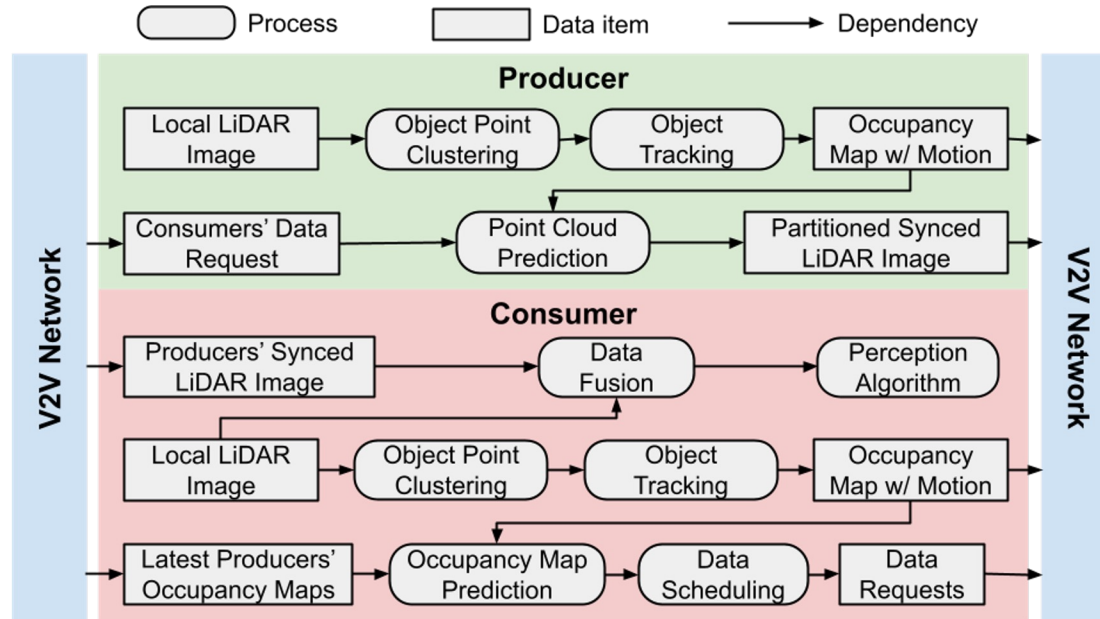 Process
Data item
Dependency
V2V Network
Producer
Local LiDAR
Image
Object Point
Clustering
Object
Tracking
Occupancy
Map w/ Motion
Consumers’ Data
Request
Point Cloud
Prediction
Partitioned Synced
LiDAR Image
Consumer
Producers’ Synced
LiDAR Image
Data
Fusion
Perception
Algorithm
Local LiDAR
Image
Object Point
Clustering
Object
Tracking
Occupancy
Map w/ Motion
Latest Producers’
Occupancy Maps
Occupancy Map
Prediction
Data
Scheduling
Data
Requests
V2V Network